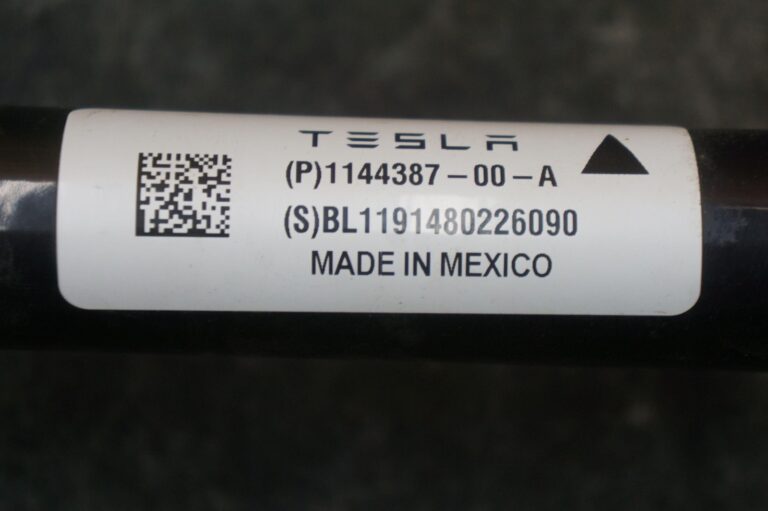 TESLA
(P)1144387-00-A
(S)BL1191480226090
MADE IN MEXICO